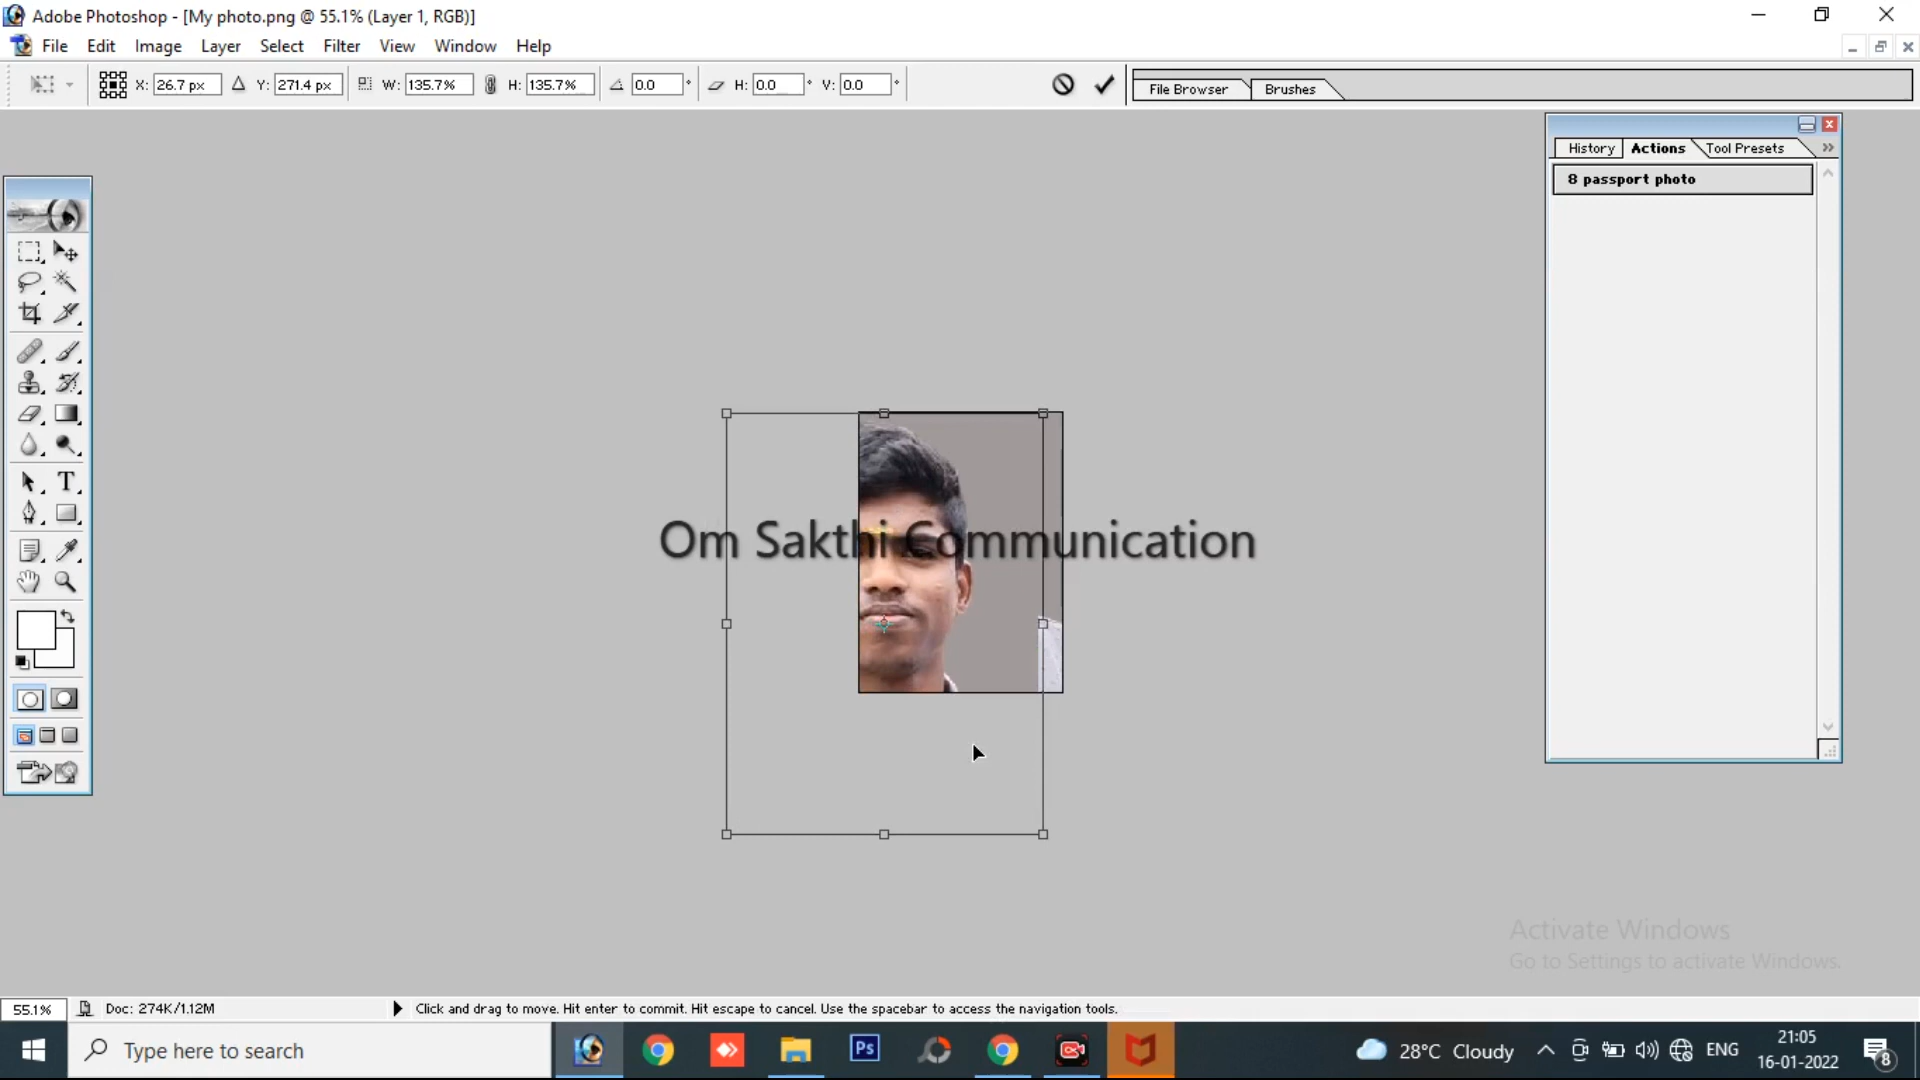 Adobe Photoshop - [My photo.png @ 55.1% (Layer 1, RGB)]
File Edit Image Layer Select Filter View Window Help
X: 26.7 px Y: 271.4 px W: 135.7% H: 135.7% 0.0 ° H: 0.0 ° V: 0.0 °
File Browser Brushes
History Actions Tool Presets
8 passport photo
Om Sakthi Communication
Activate Windows
Go to Settings to activate Windows.
55.1% Doc: 274K/1.12M Click and drag to move. Hit enter to commit. Hit escape to cancel. Use the spacebar to access the navigation tools.
Type here to search
Ps
28°C Cloudy
ENG
21:05
16-01-2022
8